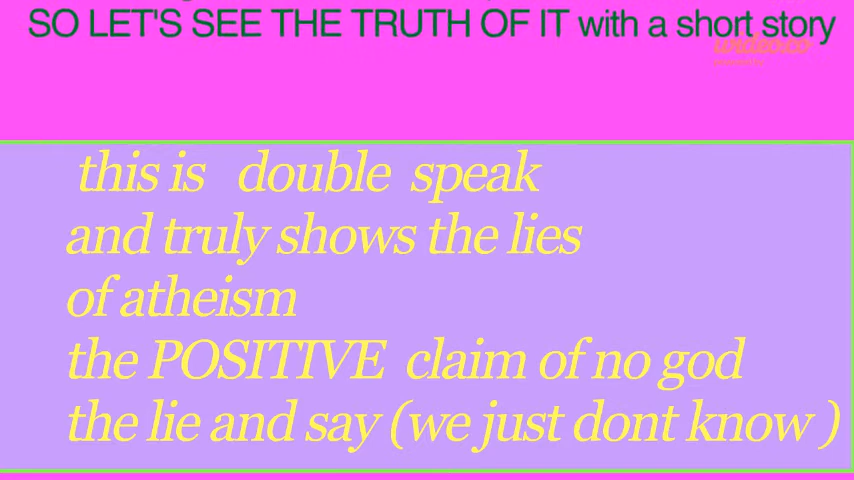 SO LET'S SEE THE TRUTH OF IT with a short story
this is double speak
and truly shows the lies
of atheism
the POSITIVE claim of no god
the lie and say (we just dont know )